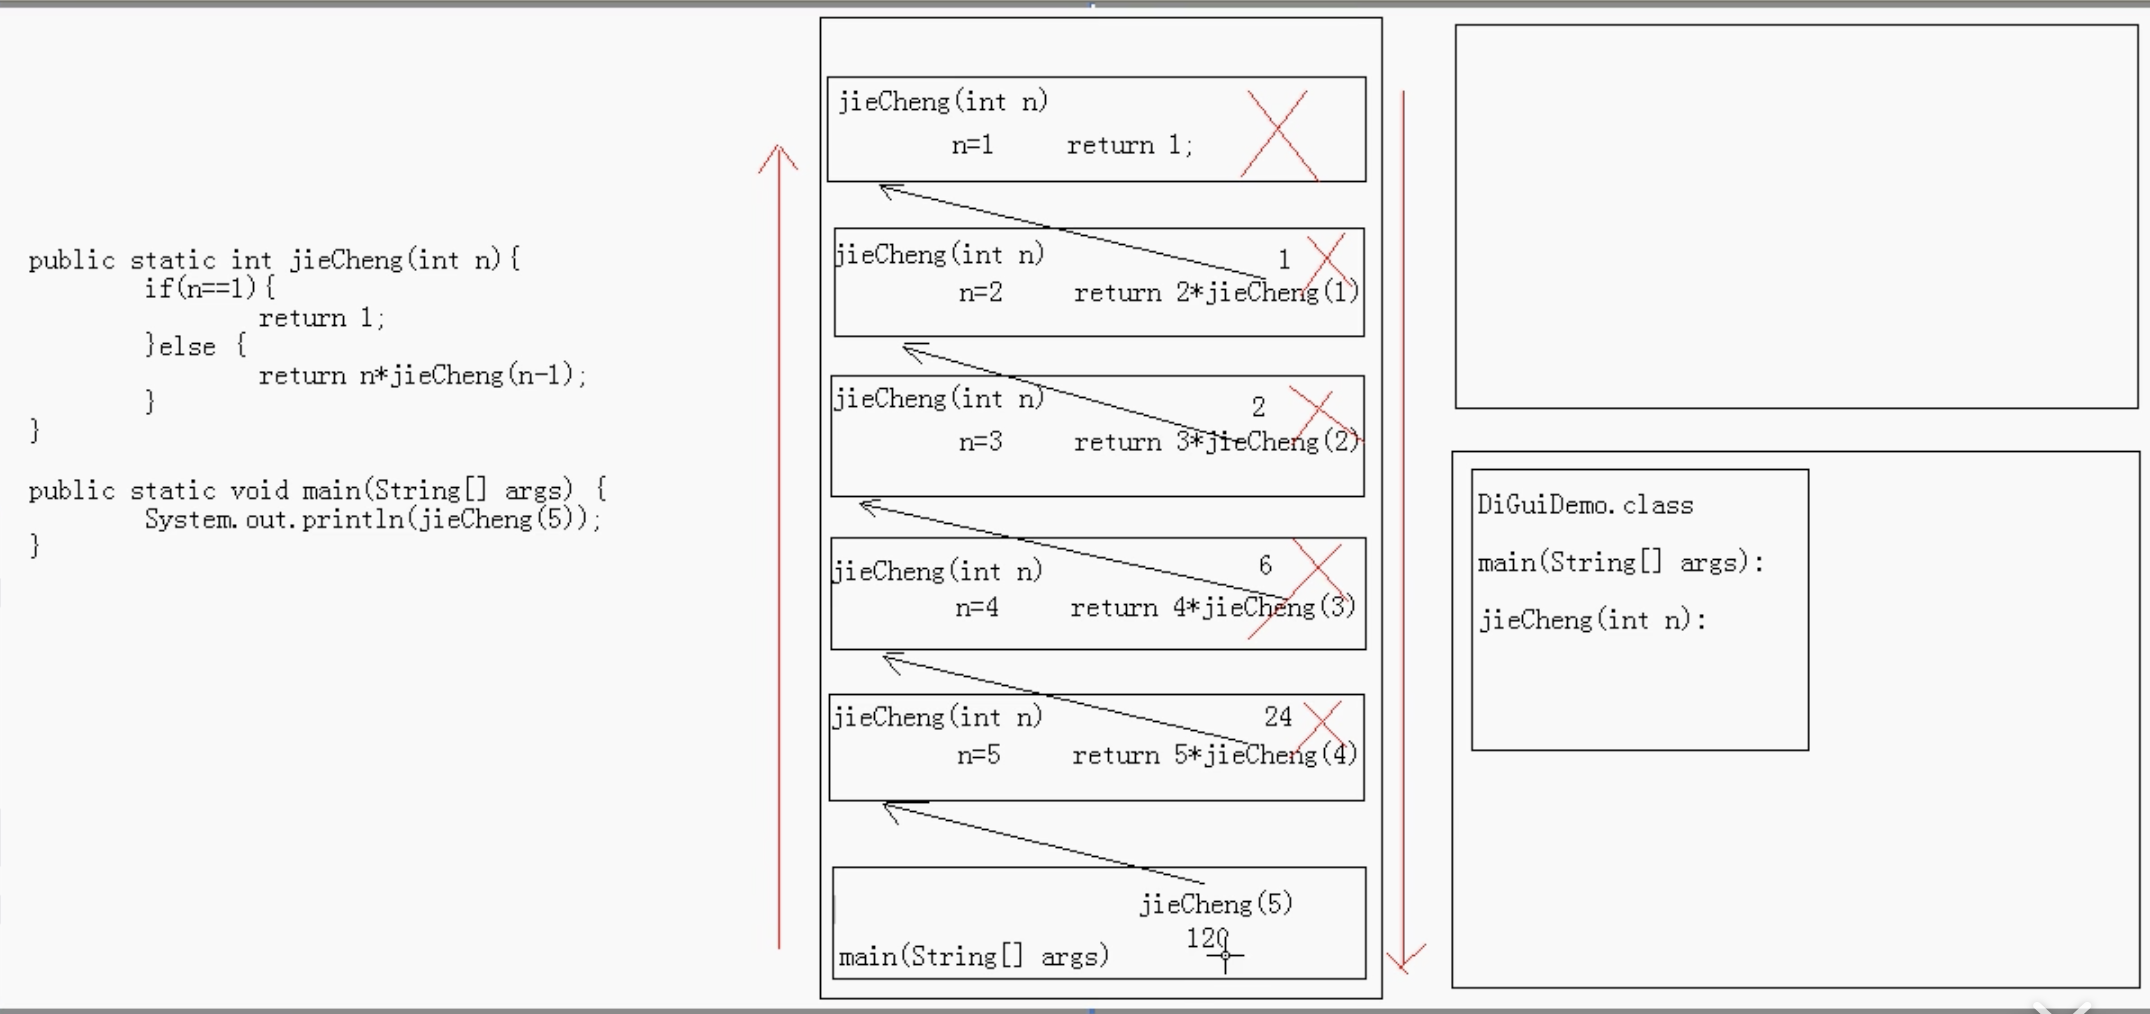 public static int jieCheng(int n){
if(n==1){
return 1;
}else {
return n*jieCheng(n-1);
}
}
public static void main(String[] args) {
System.out.println(jieCheng(5));
}
jieCheng(int n)
n=1 return 1;
jieCheng(int n) 1
n=2 return 2*jieCheng(1)
jieCheng(int n) 2
n=3 return 3*jieCheng(2)
jieCheng(int n) 6
n=4 return 4*jieCheng(3)
jieCheng(int n) 24
n=5 return 5*jieCheng(4)
jieCheng(5)
120
main(String[] args)
DiGuiDemo.class
main(String[] args):
jieCheng(int n):